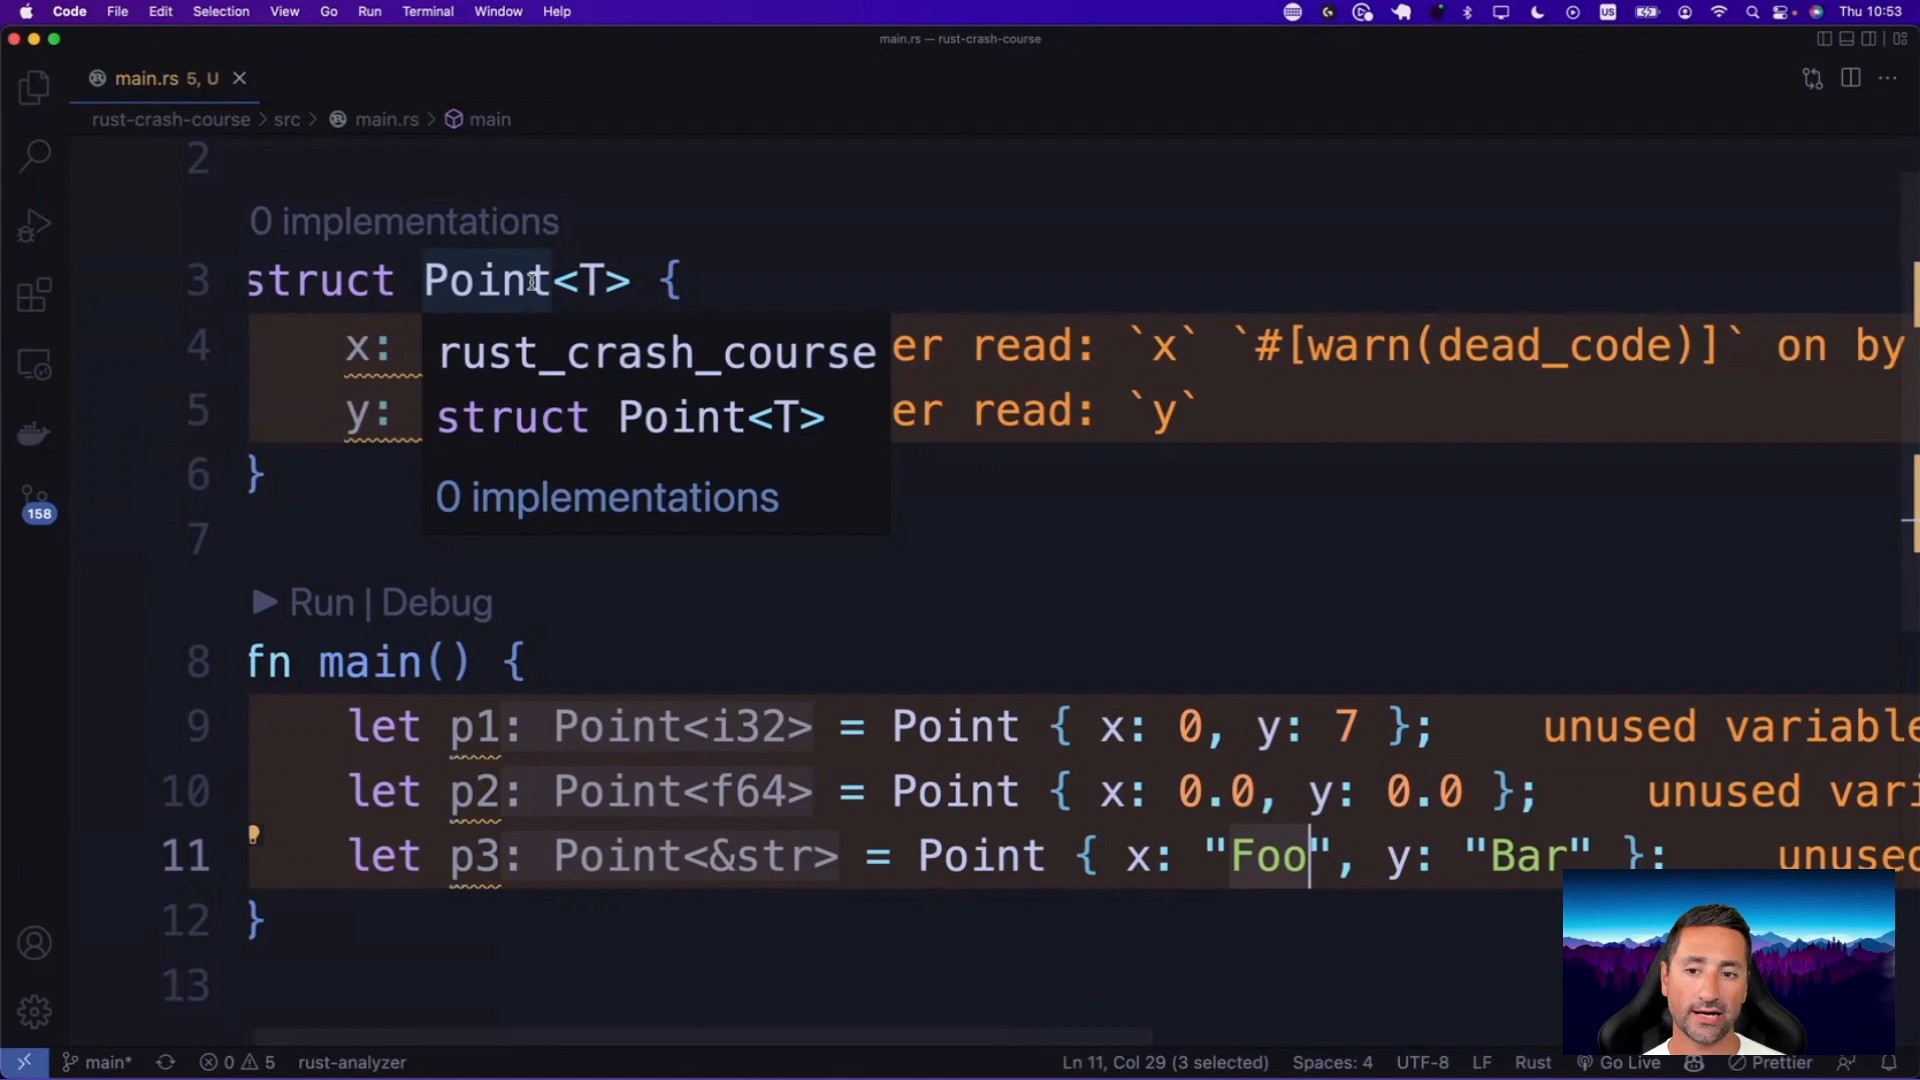 Code File Edit Selection View Go Run Terminal Window Help US Thu 10:53
main.rs — rust-crash-course
main.rs 5, U
rust-crash-course > src > main.rs > main
2
0 implementations
3 struct Point<T> {
4 x: er read: `x` `#[warn(dead_code)]` on by
rust_crash_course
5 y: er read: `y`
struct Point<T>
6 }
0 implementations
158
7
Run | Debug
8 fn main() {
9 let p1: Point<i32> = Point { x: 0, y: 7 }; unused variable
10 let p2: Point<f64> = Point { x: 0.0, y: 0.0 }; unused vari
11 let p3: Point<&str> = Point { x: "Foo", y: "Bar" }; unused
12 }
13
main* 0 5 rust-analyzer Ln 11, Col 29 (3 selected) Spaces: 4 UTF-8 LF Rust Go Live Prettier